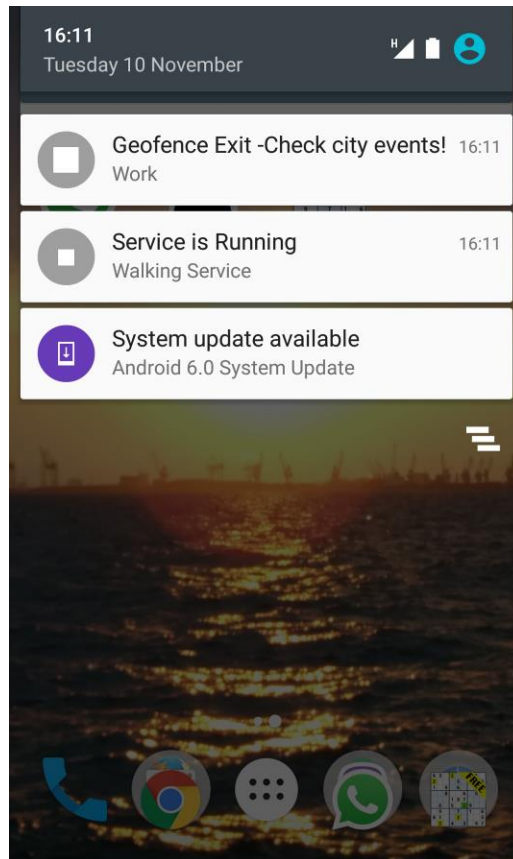 16:11
Tuesday 10 November
H
Geofence Exit -Check city events! 16:11
Work
Service is Running 16:11
Walking Service
System update available
Android 6.0 System Update
FREE